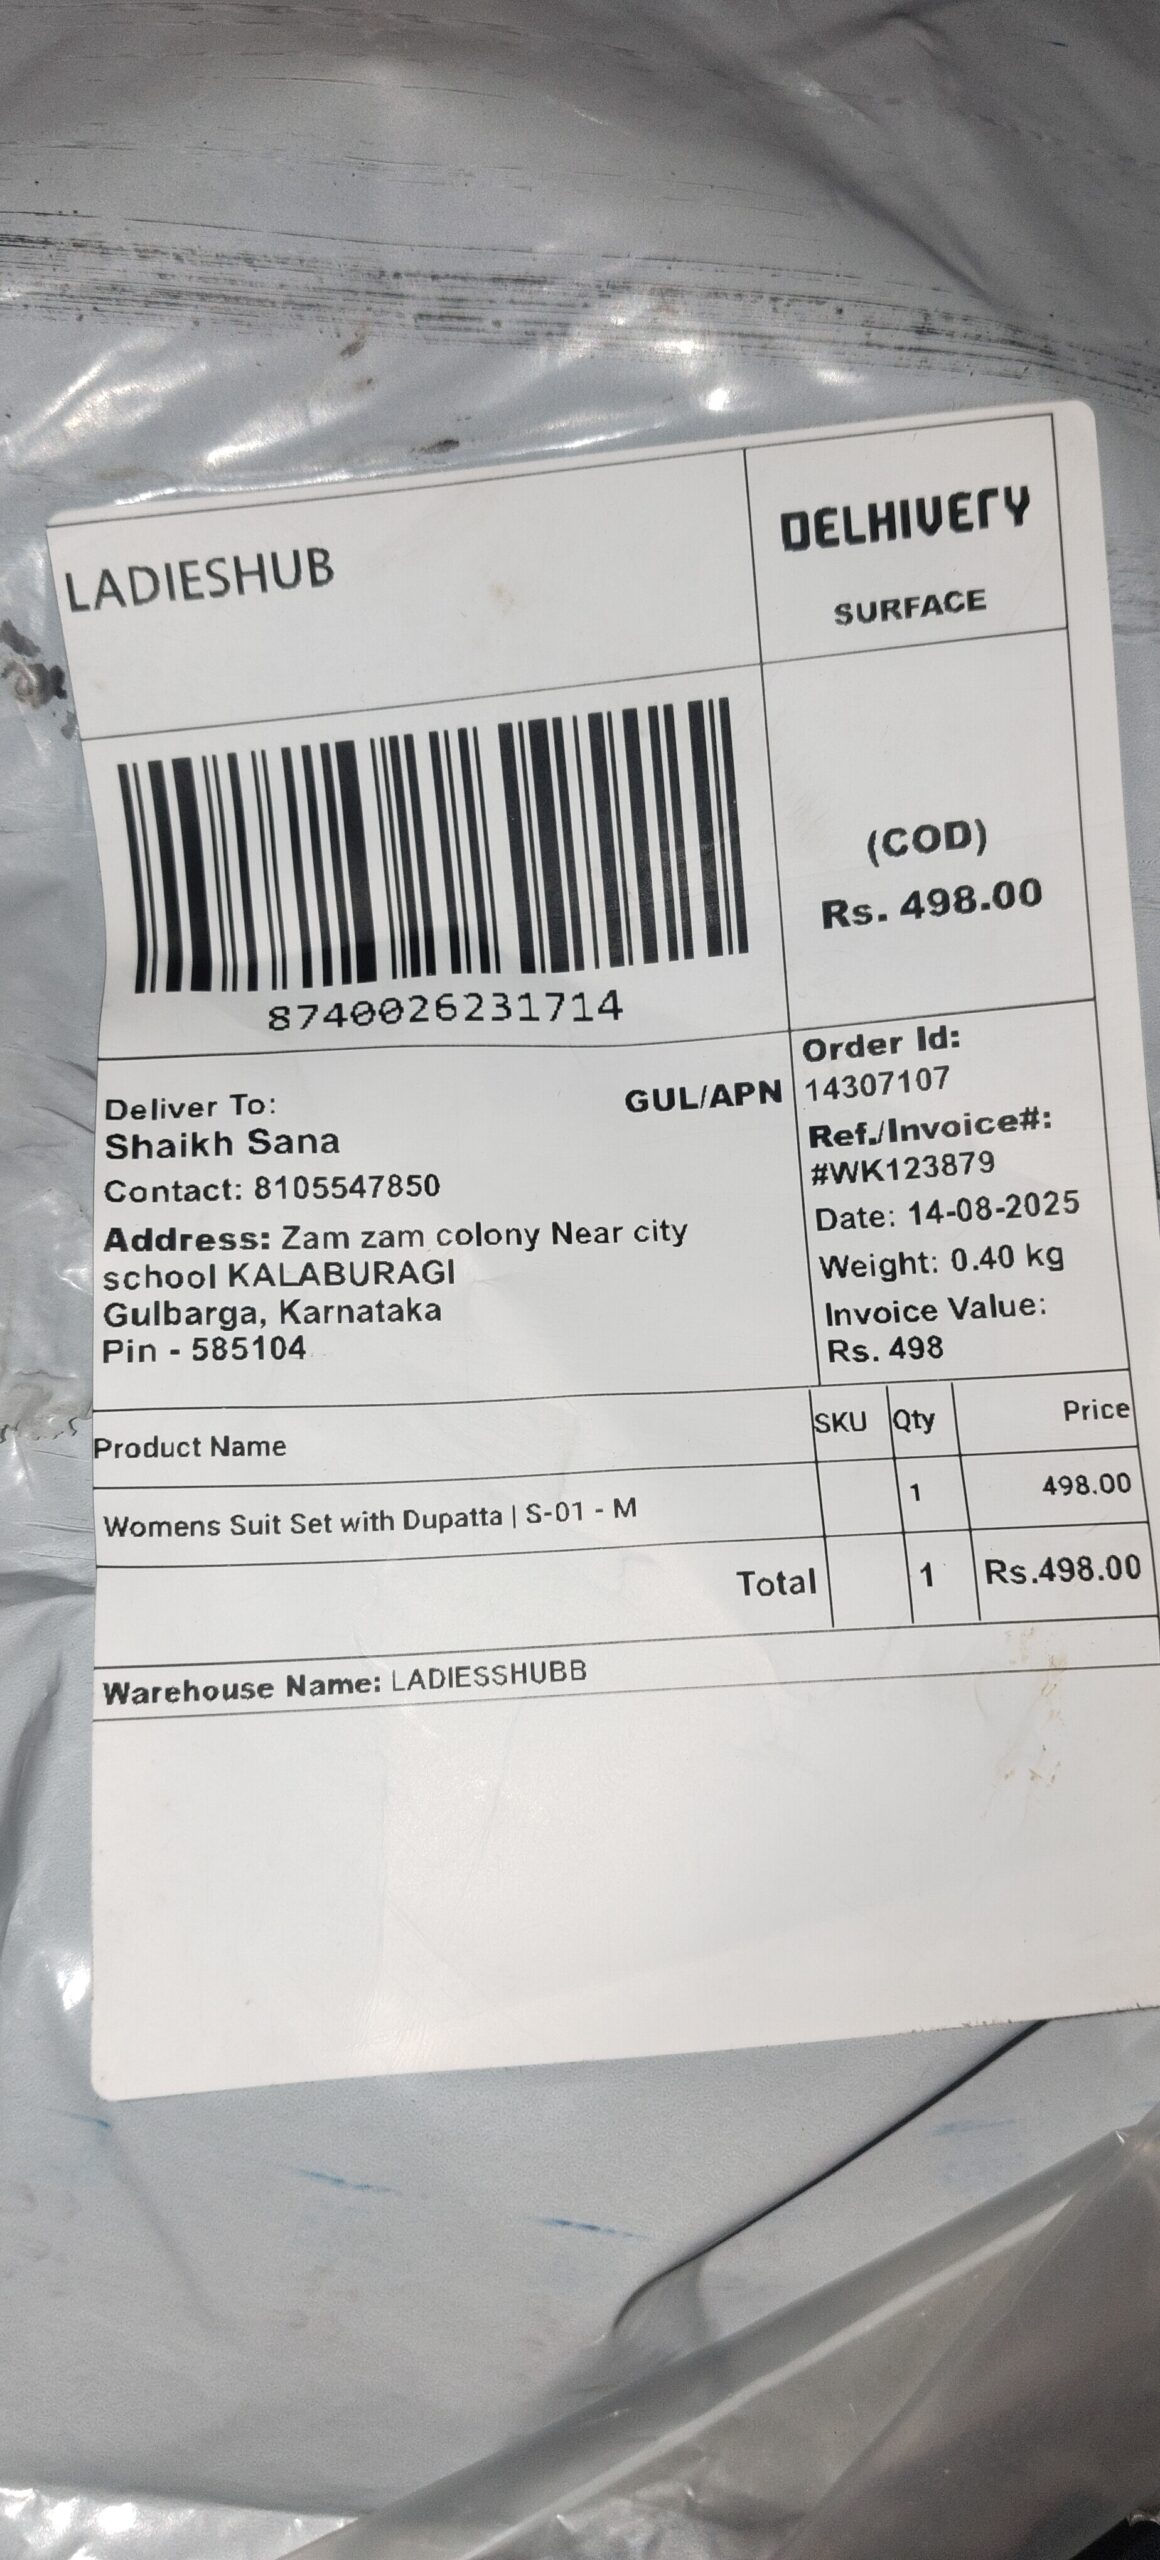 LADIESHUB
DELHIVERY
SURFACE
8740026231714
(COD)
Rs. 498.00
Deliver To:
GUL/APN
Shaikh Sana
Contact: 8105547850
Address: Zam zam colony Near city
school KALABURAGI
Gulbarga, Karnataka
Pin - 585104
Order Id:
14307107
Ref./Invoice#:
#WK123879
Date: 14-08-2025
Weight: 0.40 kg
Invoice Value:
Rs. 498
Product Name SKU Qty Price
Womens Suit Set with Dupatta | S-01 - M 1 498.00
Total 1 Rs.498.00
Warehouse Name: LADIESSHUBB